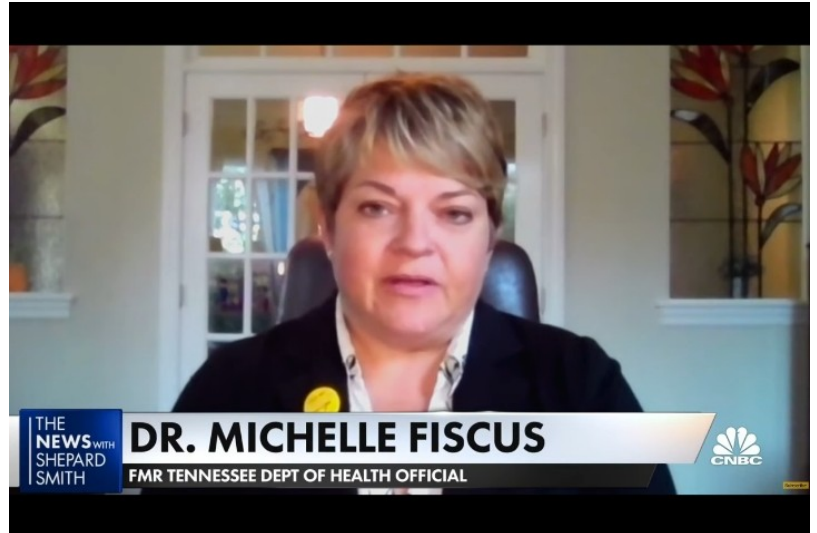 THE
NEWS WITH
SHEPARD
SMITH
DR. MICHELLE FISCUS
FMR TENNESSEE DEPT OF HEALTH OFFICIAL
CNBC